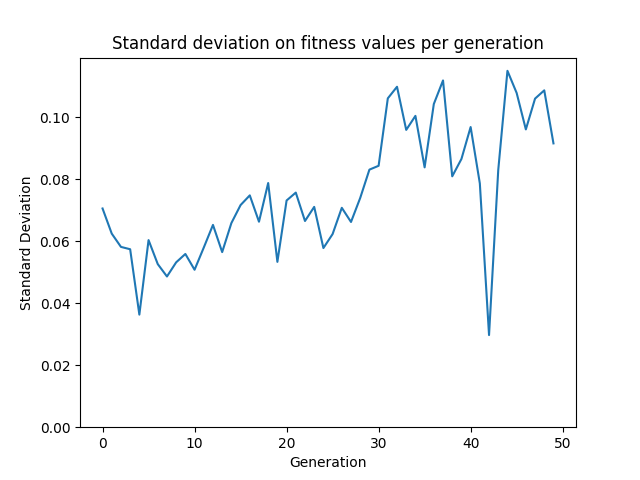 Standard deviation on fitness values per generation
Standard Deviation
0.10
0.08
0.06
0.04
0.02
0.00
0 10 20 30 40 50
Generation